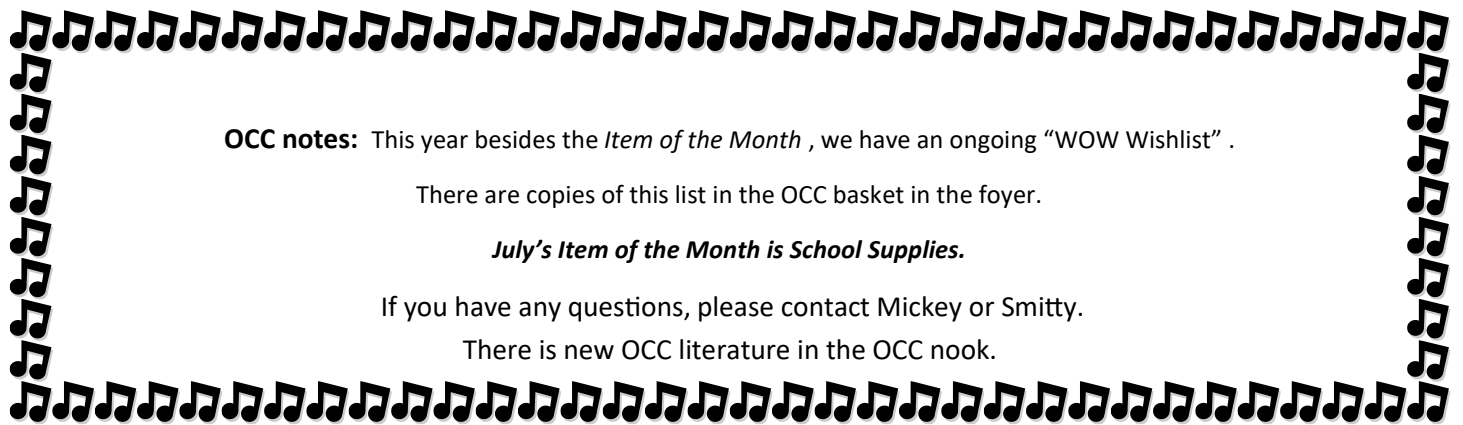 OCC notes: This year besides the Item of the Month , we have an ongoing “WOW Wishlist” .
There are copies of this list in the OCC basket in the foyer.
July’s Item of the Month is School Supplies.
If you have any questions, please contact Mickey or Smitty.
There is new OCC literature in the OCC nook.